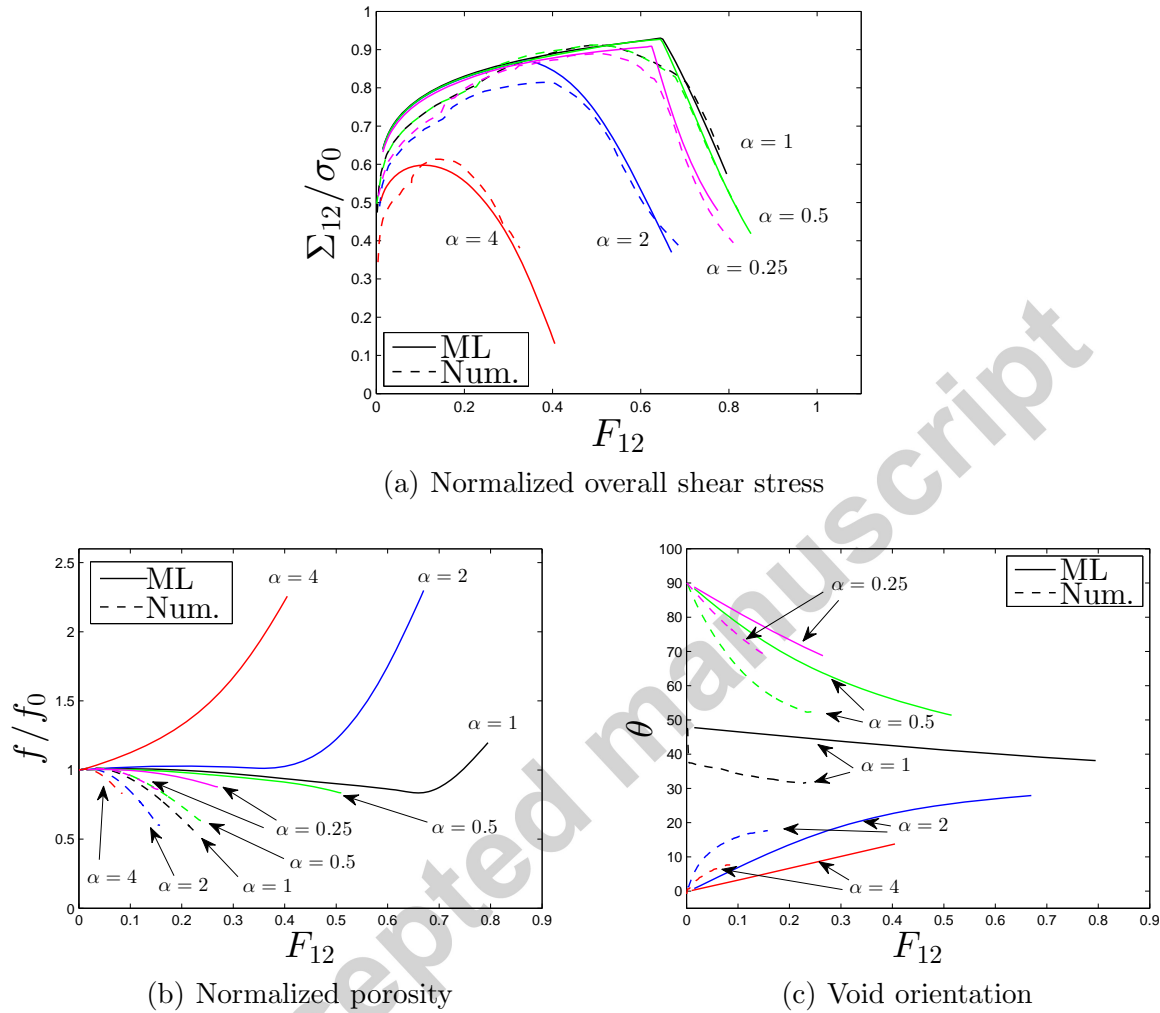 1
0.9
0.8
0.7
0.6
0.5
0.4
0.3
0.2
0.1
0
Σ12/σ0
α = 1
α = 0.5
α = 2
α = 4
α = 0.25
ML
Num.
0 0.2 0.4 0.6 0.8 1
F12
(a) Normalized overall shear stress
2.5
2
1.5
1
0.5
0
f/f0
ML
Num.
α = 4
α = 2
α = 1
α = 0.25
α = 0.5
α = 4
α = 0.5
α = 2
α = 1
0 0.1 0.2 0.3 0.4 0.5 0.6 0.7 0.8 0.9
F12
(b) Normalized porosity
100
90
80
70
60
50
40
30
20
10
0
θ
ML
Num.
α = 0.25
α = 0.5
α = 1
α = 2
α = 4
0 0.1 0.2 0.3 0.4 0.5 0.6 0.7 0.8 0.9
F12
(c) Void orientation
cepted manuscript